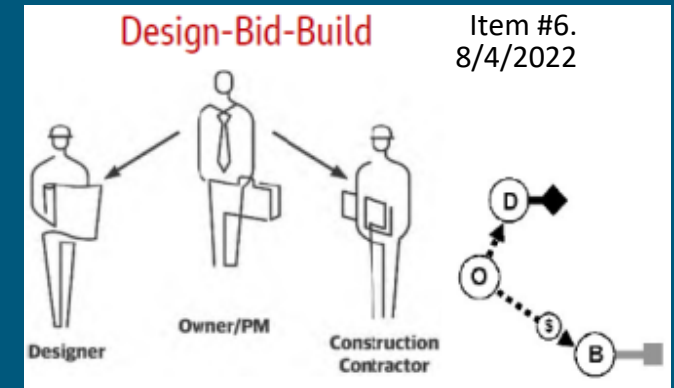 Design-Bid-Build
Item #6.
8/4/2022
Designer
Owner/PM
Construction
Contractor
D
O
$
B